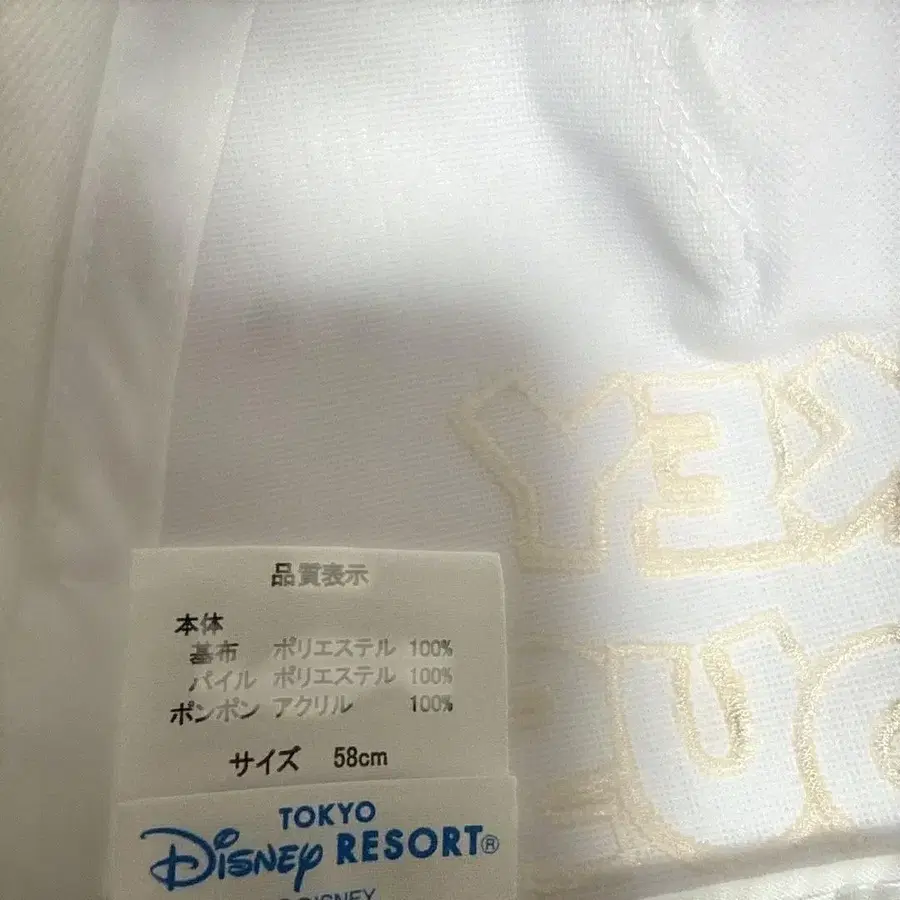 品質表示
本体
基布 ポリエステル 100%
パイル ポリエステル 100%
ポンポン アクリル 100%
サイズ 58cm
TOKYO
Disney RESORT®
DISNEY